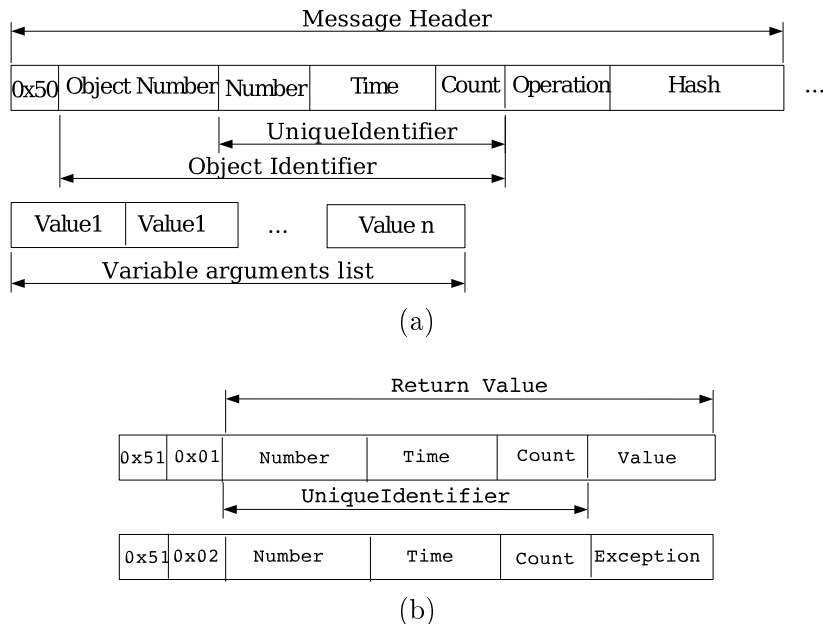 Message Header
0x50 Object Number Number Time Count Operation Hash ...
UniqueIdentifier
Object Identifier
Value1 Value1 ... Value n
Variable arguments list
(a)
Return Value
0x51 0x01 Number Time Count Value
UniqueIdentifier
0x51 0x02 Number Time Count Exception
(b)